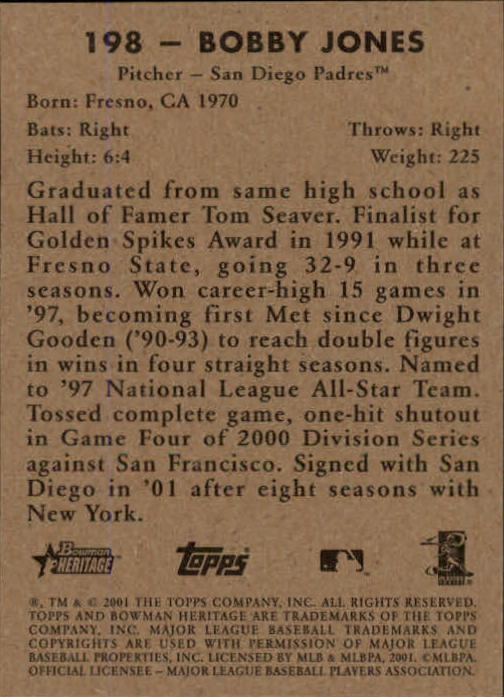 198 – BOBBY JONES
Pitcher – San Diego Padres™
Born: Fresno, CA 1970
Bats: Right Throws: Right
Height: 6:4 Weight: 225
Graduated from same high school as
Hall of Famer Tom Seaver. Finalist for
Golden Spikes Award in 1991 while at
Fresno State, going 32-9 in three
seasons. Won career-high 15 games in
'97, becoming first Met since Dwight
Gooden ('90-93) to reach double figures
in wins in four straight seasons. Named
to '97 National League All-Star Team.
Tossed complete game, one-hit shutout
in Game Four of 2000 Division Series
against San Francisco. Signed with San
Diego in '01 after eight seasons with
New York.
Bowman HERITAGE Topps
®, TM & © 2001 THE TOPPS COMPANY, INC. ALL RIGHTS RESERVED.
TOPPS AND BOWMAN HERITAGE ARE TRADEMARKS OF THE TOPPS
COMPANY, INC. MAJOR LEAGUE BASEBALL TRADEMARKS AND
COPYRIGHTS ARE USED WITH PERMISSION OF MAJOR LEAGUE
BASEBALL PROPERTIES, INC. LICENSED BY MLB & MLBPA, 2001. ©MLBPA.
OFFICIAL LICENSEE – MAJOR LEAGUE BASEBALL PLAYERS ASSOCIATION.